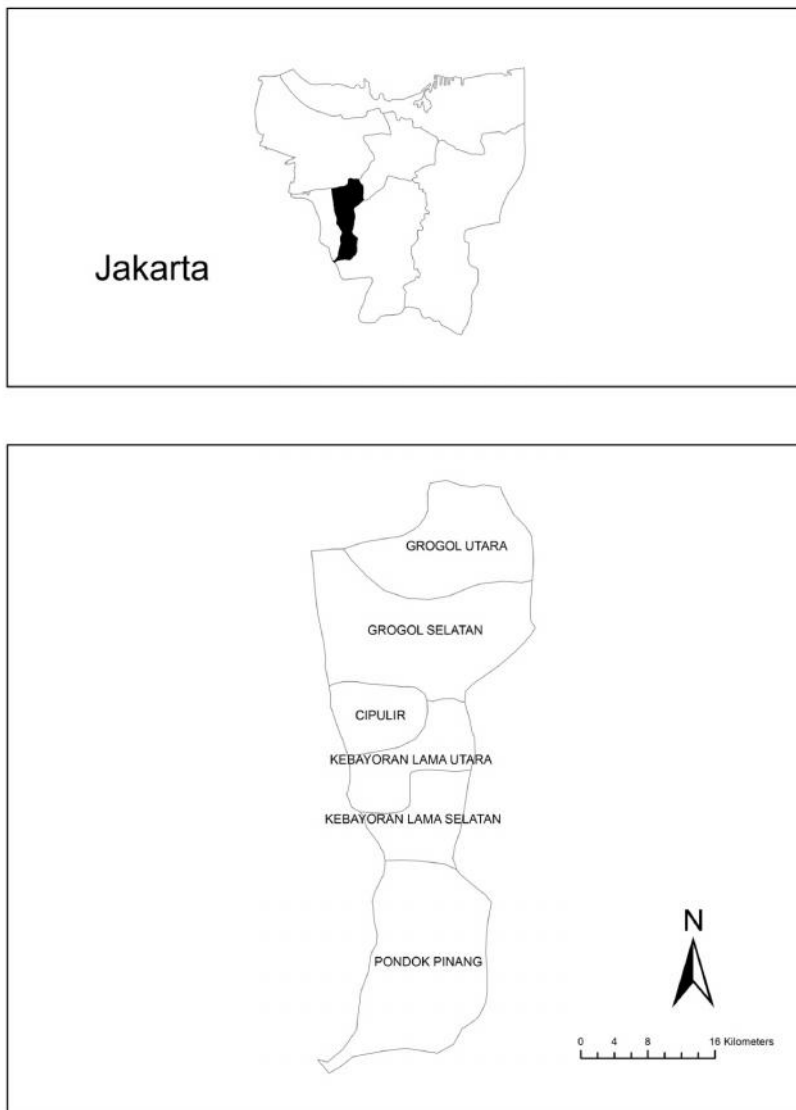 Jakarta
GROGOL UTARA
GROGOL SELATAN
CIPULIR
KEBAYORAN LAMA UTARA
KEBAYORAN LAMA SELATAN
PONDOK PINANG
N
0 4 8 16 Kilometers